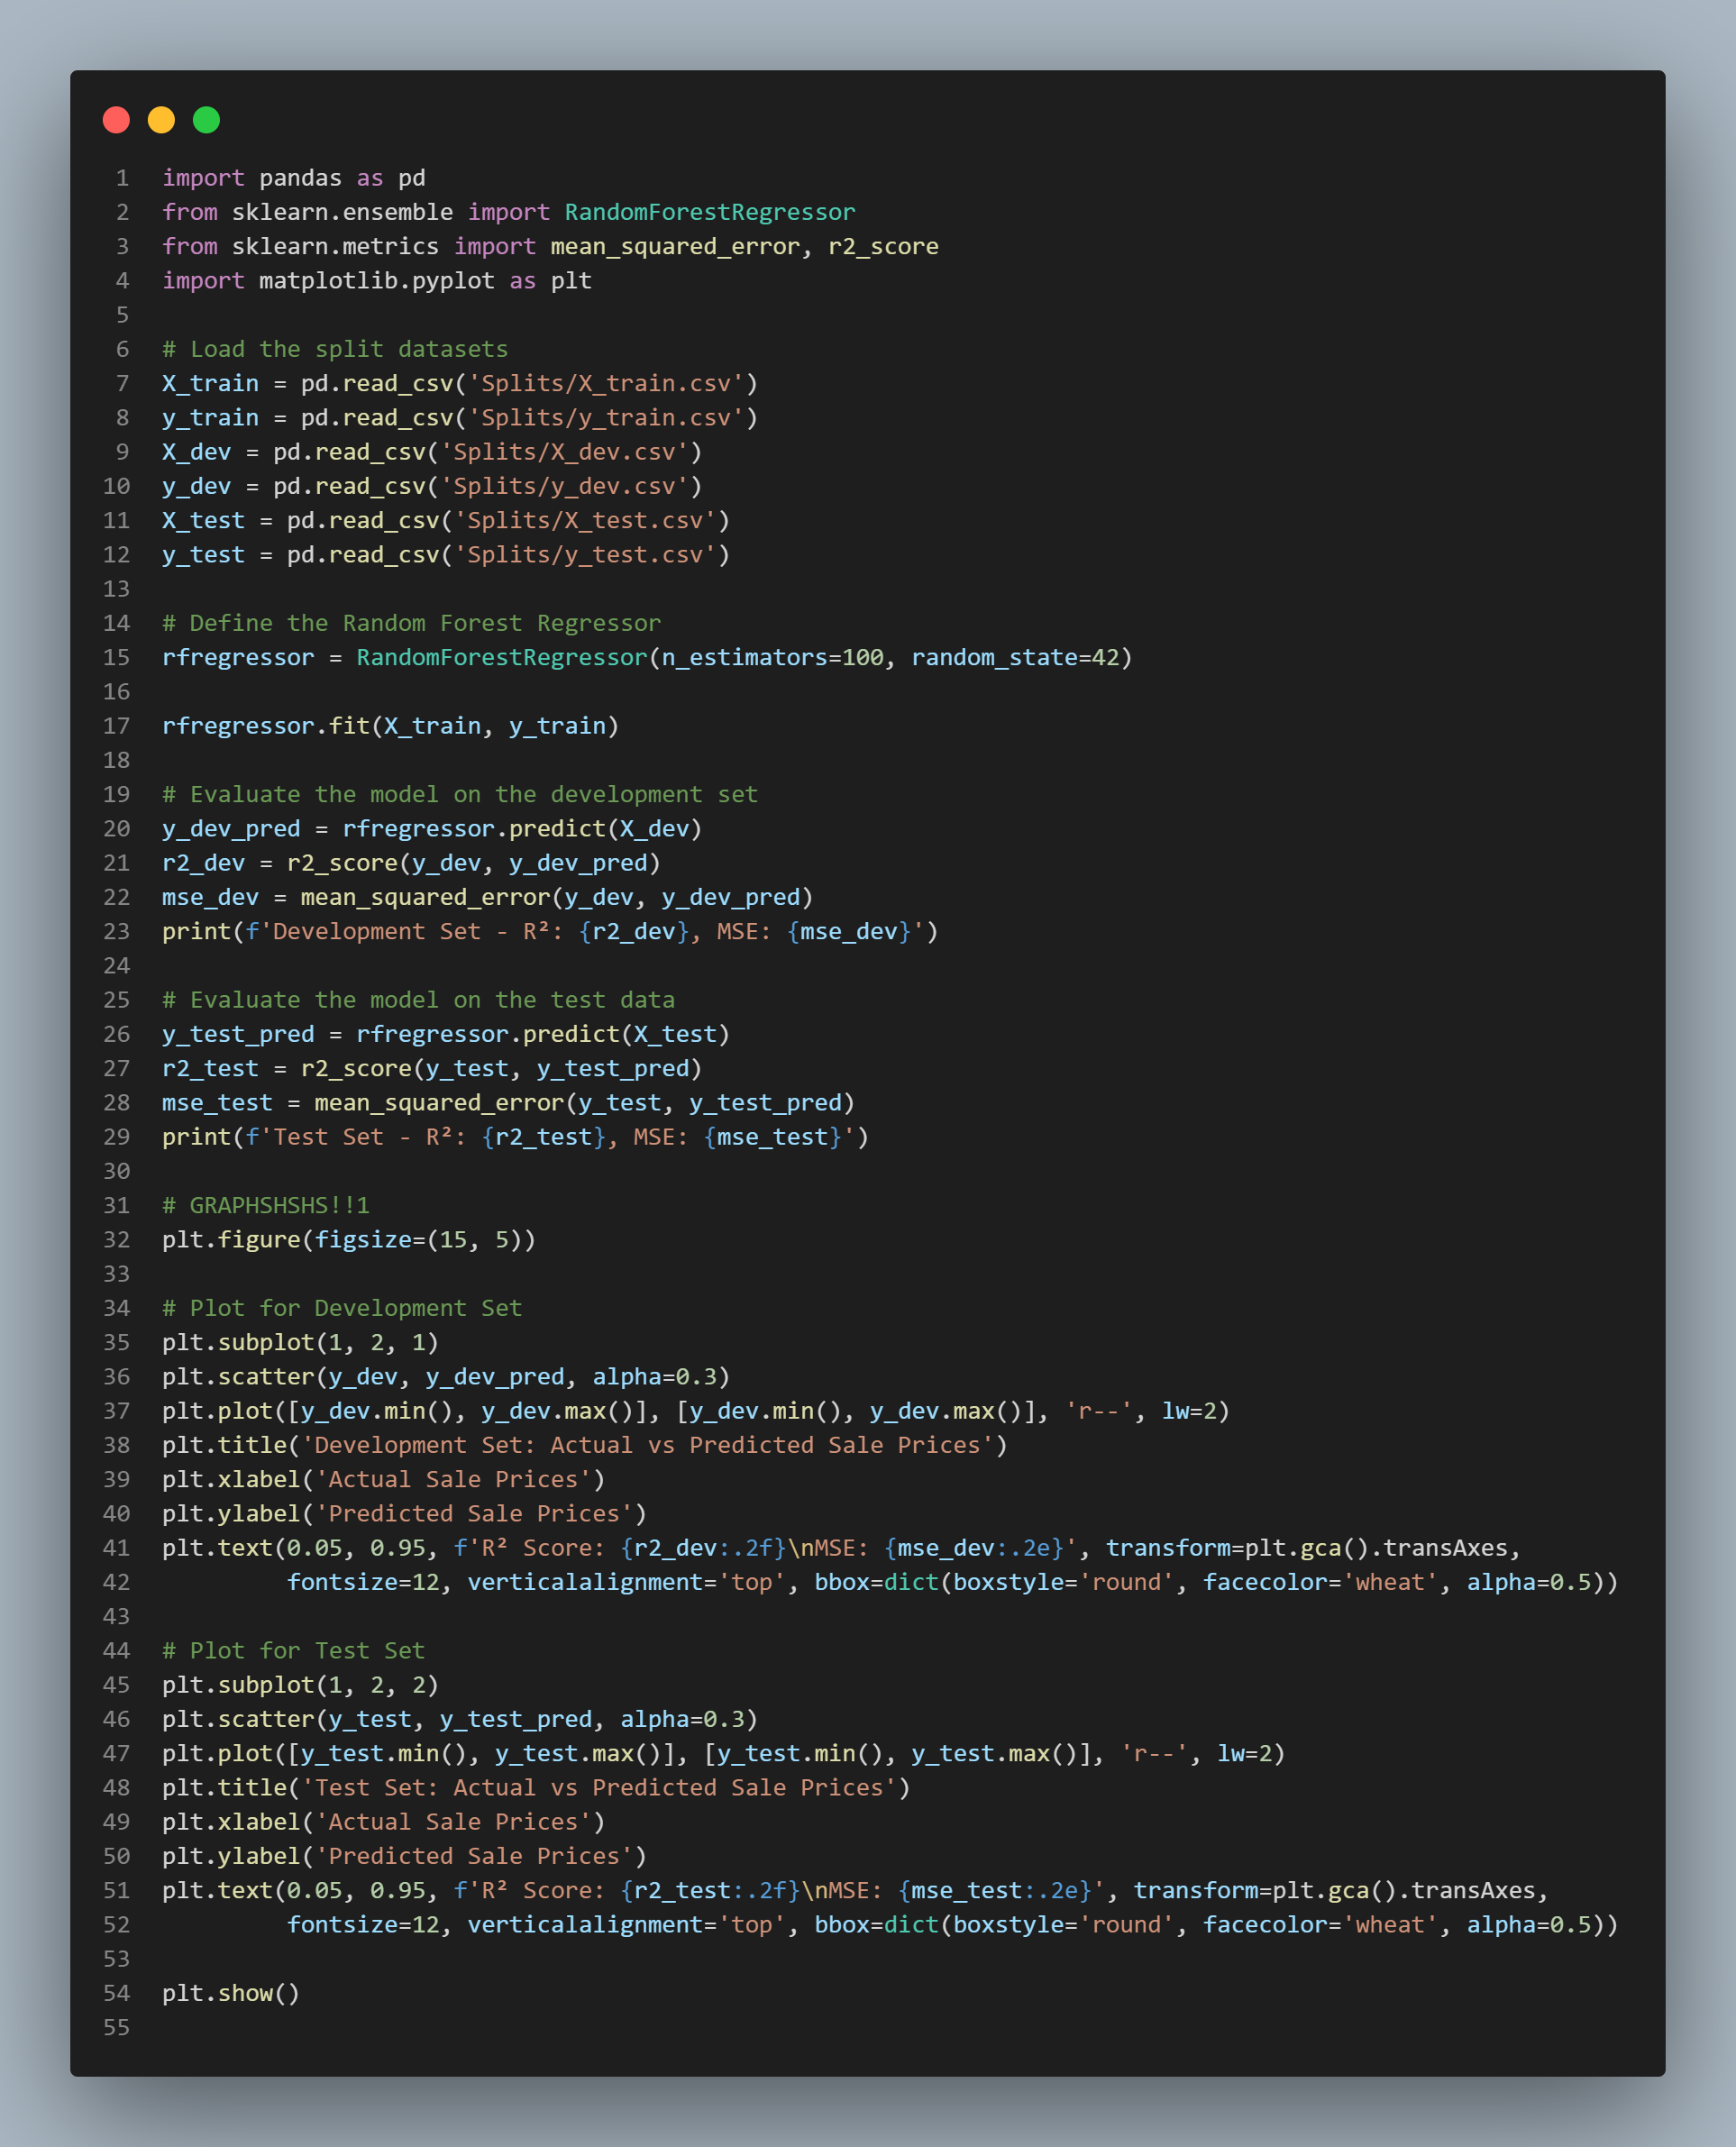 1 import pandas as pd
2 from sklearn.ensemble import RandomForestRegressor
3 from sklearn.metrics import mean_squared_error, r2_score
4 import matplotlib.pyplot as plt
5
6 # Load the split datasets
7 X_train = pd.read_csv('Splits/X_train.csv')
8 y_train = pd.read_csv('Splits/y_train.csv')
9 X_dev = pd.read_csv('Splits/X_dev.csv')
10 y_dev = pd.read_csv('Splits/y_dev.csv')
11 X_test = pd.read_csv('Splits/X_test.csv')
12 y_test = pd.read_csv('Splits/y_test.csv')
13
14 # Define the Random Forest Regressor
15 rfregressor = RandomForestRegressor(n_estimators=100, random_state=42)
16
17 rfregressor.fit(X_train, y_train)
18
19 # Evaluate the model on the development set
20 y_dev_pred = rfregressor.predict(X_dev)
21 r2_dev = r2_score(y_dev, y_dev_pred)
22 mse_dev = mean_squared_error(y_dev, y_dev_pred)
23 print(f'Development Set - R²: {r2_dev}, MSE: {mse_dev}')
24
25 # Evaluate the model on the test data
26 y_test_pred = rfregressor.predict(X_test)
27 r2_test = r2_score(y_test, y_test_pred)
28 mse_test = mean_squared_error(y_test, y_test_pred)
29 print(f'Test Set - R²: {r2_test}, MSE: {mse_test}')
30
31 # GRAPHSHSHS!!1
32 plt.figure(figsize=(15, 5))
33
34 # Plot for Development Set
35 plt.subplot(1, 2, 1)
36 plt.scatter(y_dev, y_dev_pred, alpha=0.3)
37 plt.plot([y_dev.min(), y_dev.max()], [y_dev.min(), y_dev.max()], 'r--', lw=2)
38 plt.title('Development Set: Actual vs Predicted Sale Prices')
39 plt.xlabel('Actual Sale Prices')
40 plt.ylabel('Predicted Sale Prices')
41 plt.text(0.05, 0.95, f'R² Score: {r2_dev:.2f}\nMSE: {mse_dev:.2e}', transform=plt.gca().transAxes,
42          fontsize=12, verticalalignment='top', bbox=dict(boxstyle='round', facecolor='wheat', alpha=0.5))
43
44 # Plot for Test Set
45 plt.subplot(1, 2, 2)
46 plt.scatter(y_test, y_test_pred, alpha=0.3)
47 plt.plot([y_test.min(), y_test.max()], [y_test.min(), y_test.max()], 'r--', lw=2)
48 plt.title('Test Set: Actual vs Predicted Sale Prices')
49 plt.xlabel('Actual Sale Prices')
50 plt.ylabel('Predicted Sale Prices')
51 plt.text(0.05, 0.95, f'R² Score: {r2_test:.2f}\nMSE: {mse_test:.2e}', transform=plt.gca().transAxes,
52          fontsize=12, verticalalignment='top', bbox=dict(boxstyle='round', facecolor='wheat', alpha=0.5))
53
54 plt.show()
55